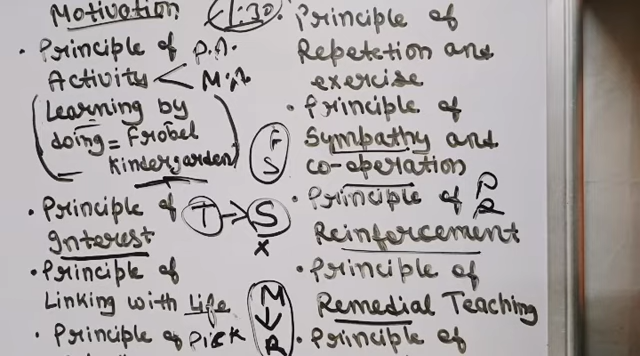 Motivation
• Principle of P.A.
Activity < M.A.
(Learning by
doing = Frobel
Kindergarden)
• Principle of
Interest
T -> S
x
• Principle of
Linking with Life
• Principle of
M
↓
R
1:30
• Principle of
Repetetion and
exercise
• Principle of
Sympathy and
co-operation
F
S
• Principle of P
R
Reinforcement
• Principle of
Remedial Teaching
• Principle of